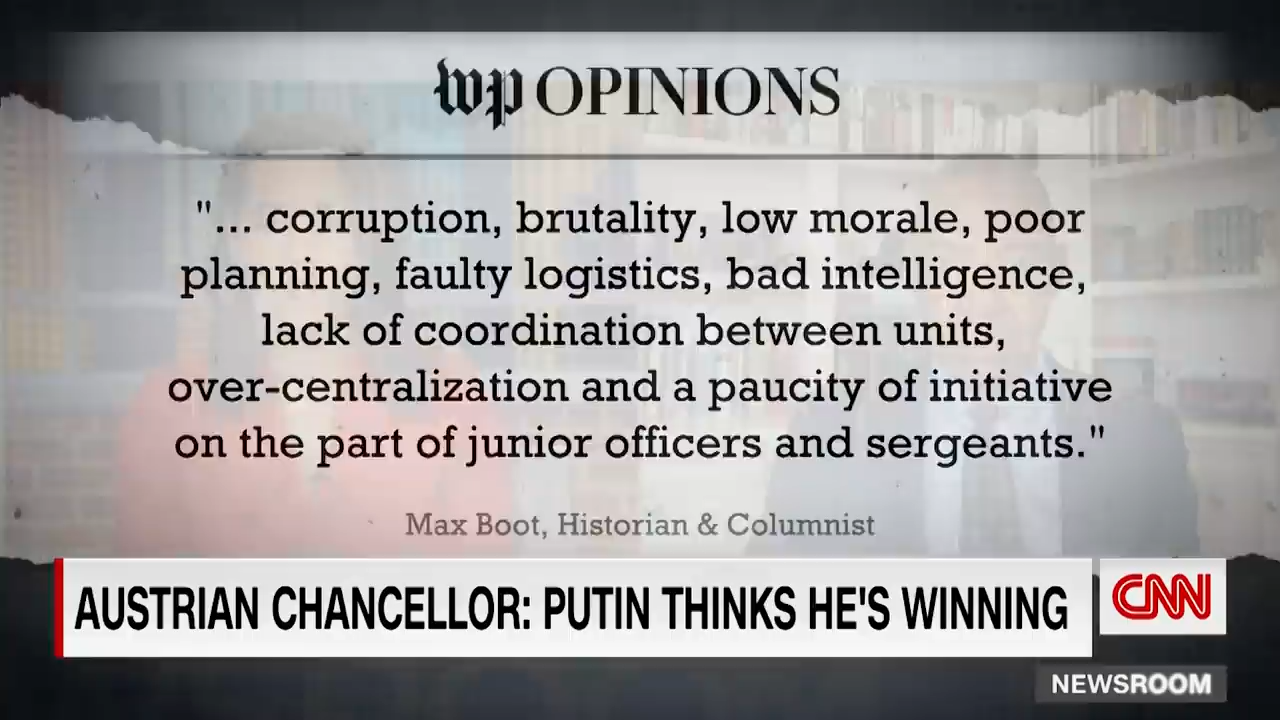 wp OPINIONS
"... corruption, brutality, low morale, poor
planning, faulty logistics, bad intelligence,
lack of coordination between units,
over-centralization and a paucity of initiative
on the part of junior officers and sergeants."
Max Boot, Historian & Columnist
AUSTRIAN CHANCELLOR: PUTIN THINKS HE'S WINNING
CNN
NEWSROOM